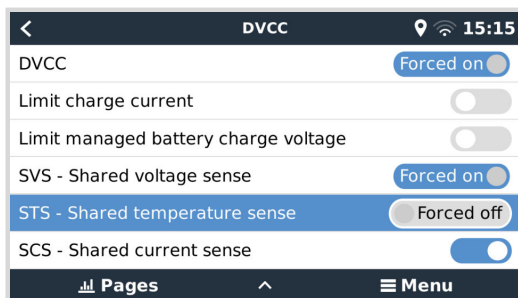 DVCC 15:15
DVCC Forced on
Limit charge current
Limit managed battery charge voltage
SVS - Shared voltage sense Forced on
STS - Shared temperature sense Forced off
SCS - Shared current sense
Pages Menu